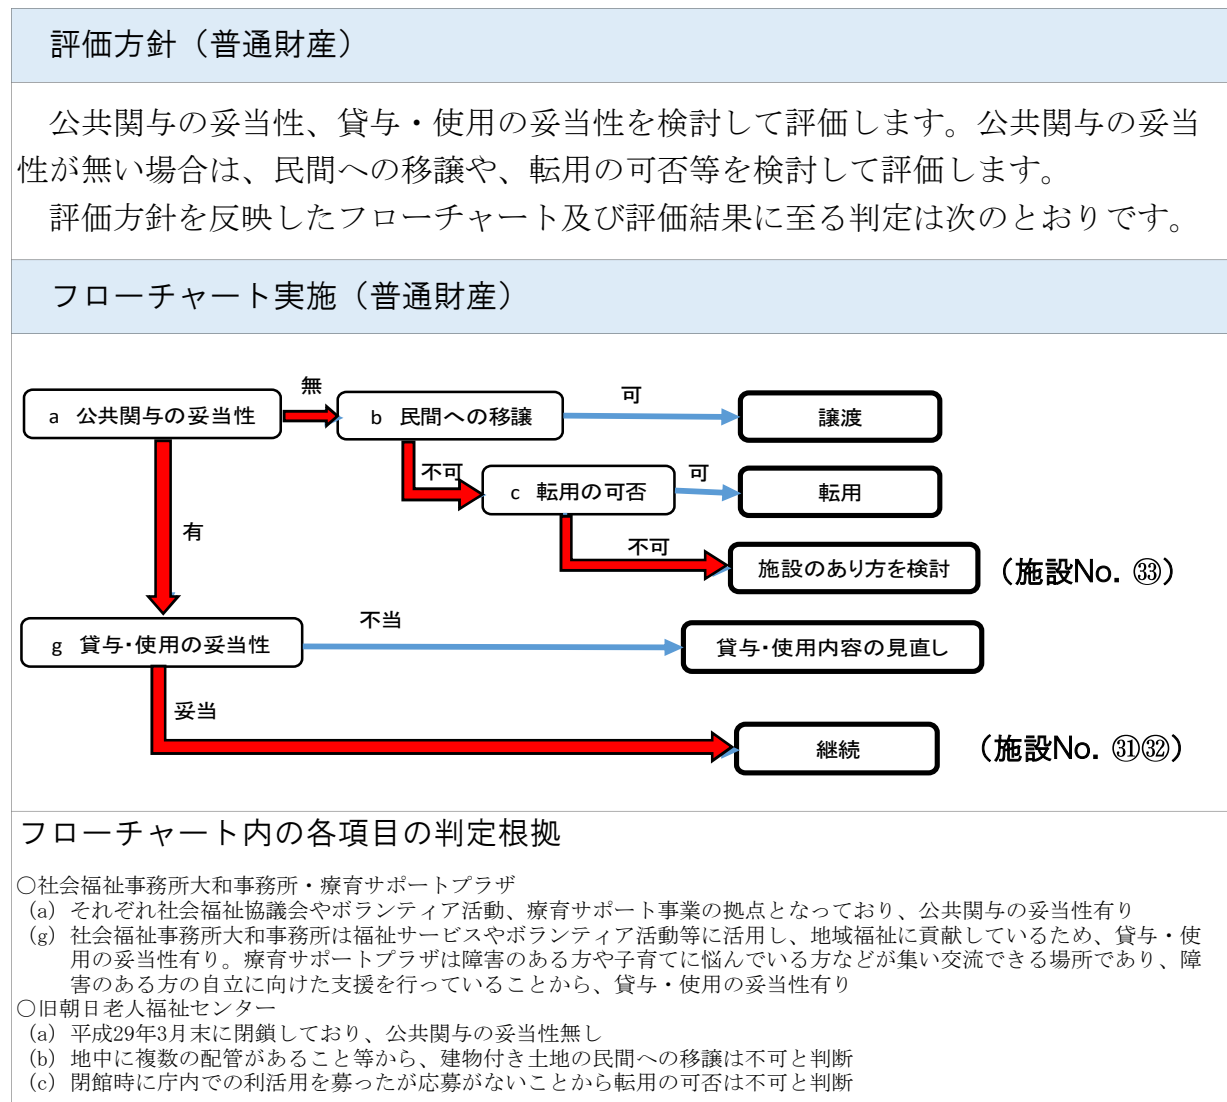 評価方針（普通財産）
公共関与の妥当性、貸与・使用の妥当性を検討して評価します。公共関与の妥当
性が無い場合は、民間への移譲や、転用の可否等を検討して評価します。
評価方針を反映したフローチャート及び評価結果に至る判定は次のとおりです。
フローチャート実施（普通財産）
無
可
a 公共関与の妥当性
b 民間への移譲
譲渡
不可
可
c 転用の可否
転用
有
不可
施設のあり方を検討
（施設No. ㉝）
不当
g 貸与・使用の妥当性
貸与・使用内容の見直し
妥当
継続
（施設No. ㉛㉜）
フローチャート内の各項目の判定根拠
○社会福祉事務所大和事務所・療育サポートプラザ
(a) それぞれ社会福祉協議会やボランティア活動、療育サポート事業の拠点となっており、公共関与の妥当性有り
(g) 社会福祉事務所大和事務所は福祉サービスやボランティア活動等に活用し、地域福祉に貢献しているため、貸与・使
用の妥当性有り。療育サポートプラザは障害のある方や子育てに悩んでいる方などが集い交流できる場所であり、障
害のある方の自立に向けた支援を行っていることから、貸与・使用の妥当性有り
○旧朝日老人福祉センター
(a) 平成29年3月末に閉鎖しており、公共関与の妥当性無し
(b) 地中に複数の配管があること等から、建物付き土地の民間への移譲は不可と判断
(c) 閉館時に庁内での利活用を募ったが応募がないことから転用の可否は不可と判断